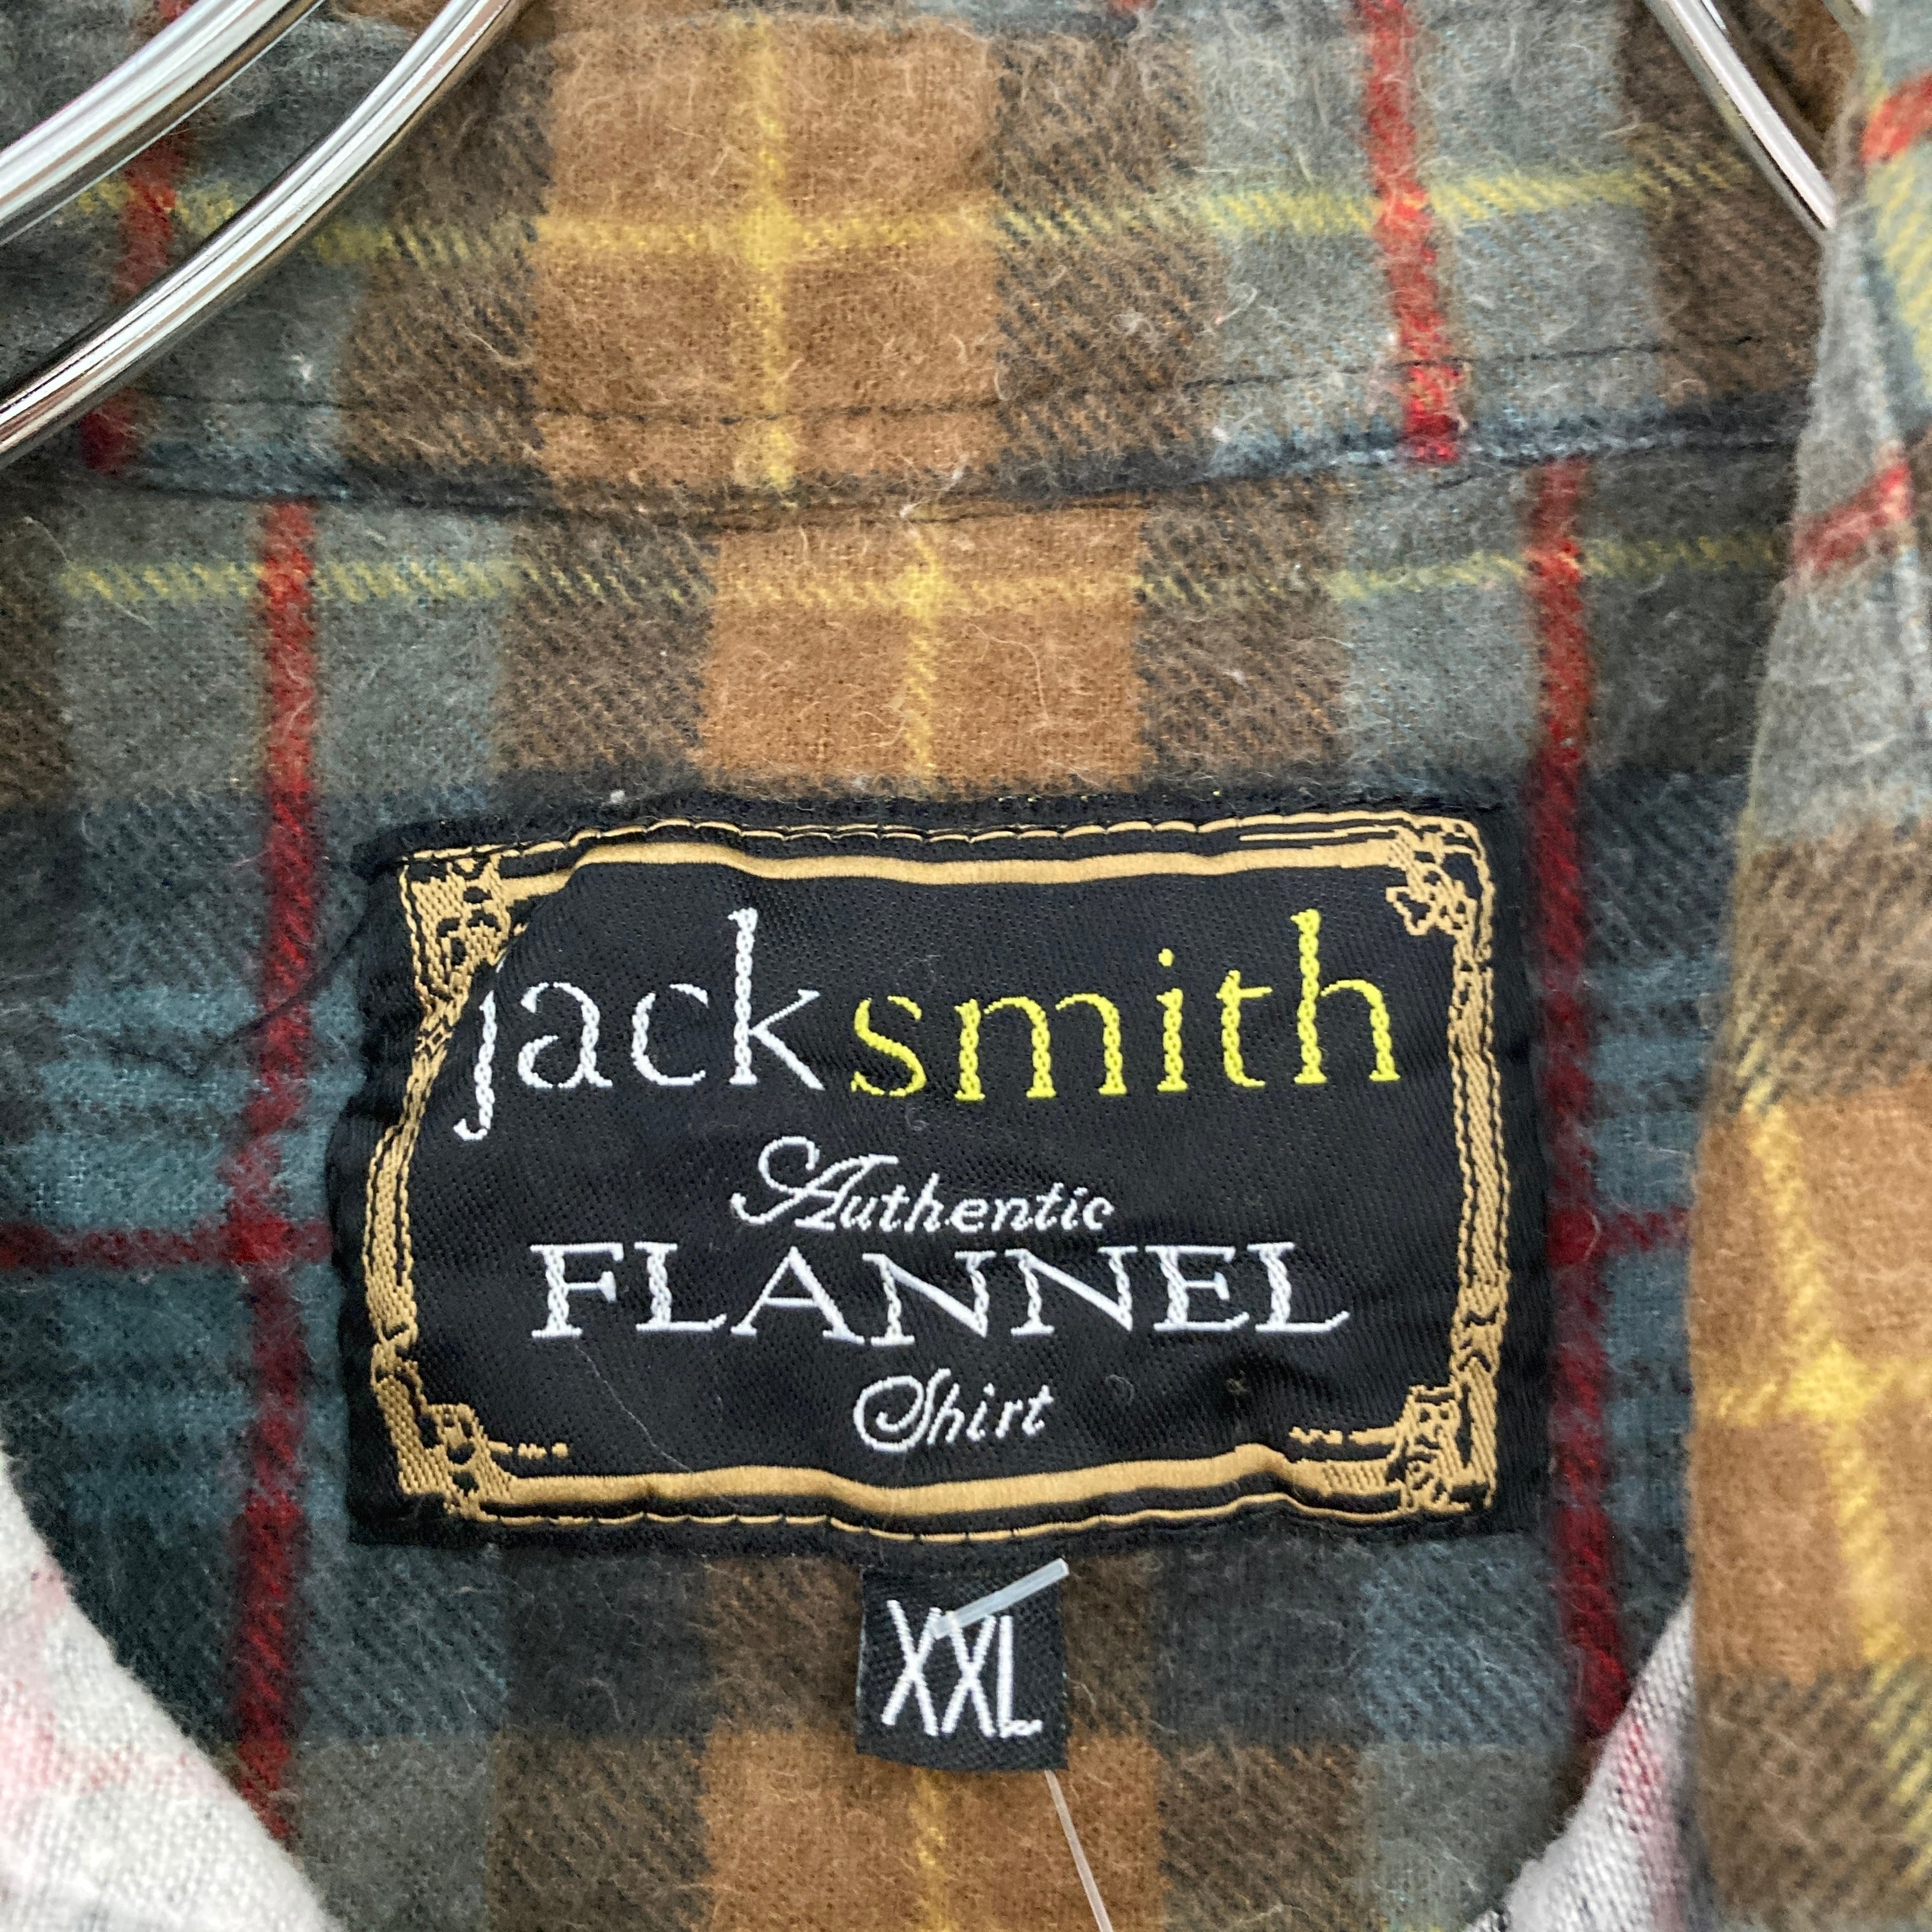 jacksmith
Authentic
FLANNEL
Shirt
XXL